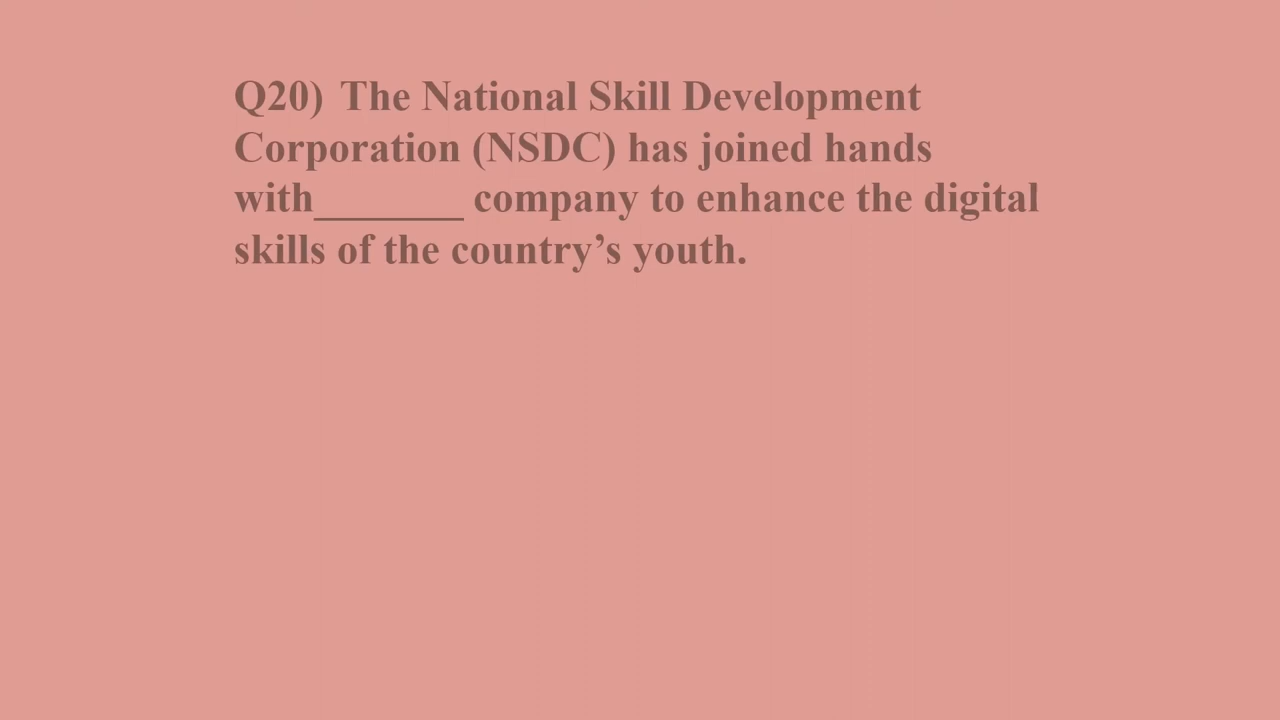 Q20) The National Skill Development
Corporation (NSDC) has joined hands
with_______ company to enhance the digital
skills of the country’s youth.